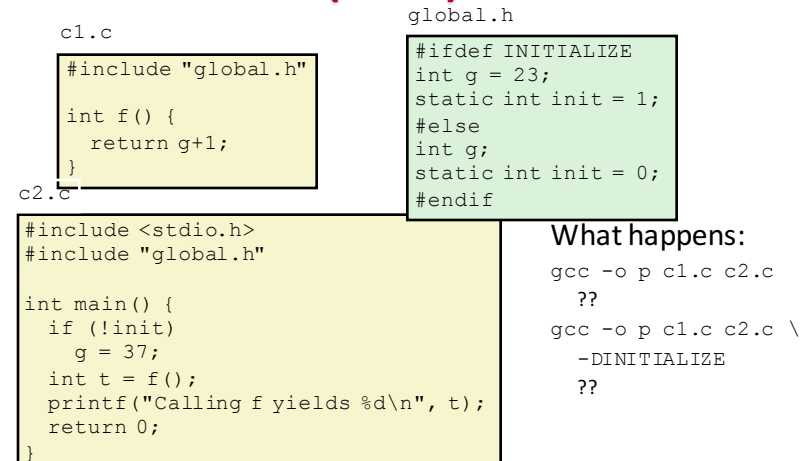 c1.c
#include "global.h"
int f() {
return g+1;
}
global.h
#ifdef INITIALIZE
int g = 23;
static int init = 1;
#else
int g;
static int init = 0;
#endif
c2.c
#include <stdio.h>
#include "global.h"
int main() {
if (!init)
g = 37;
int t = f();
printf("Calling f yields %d\n", t);
return 0;
}
What happens:
gcc -o p c1.c c2.c
??
gcc -o p c1.c c2.c \
-DINITIALIZE
??